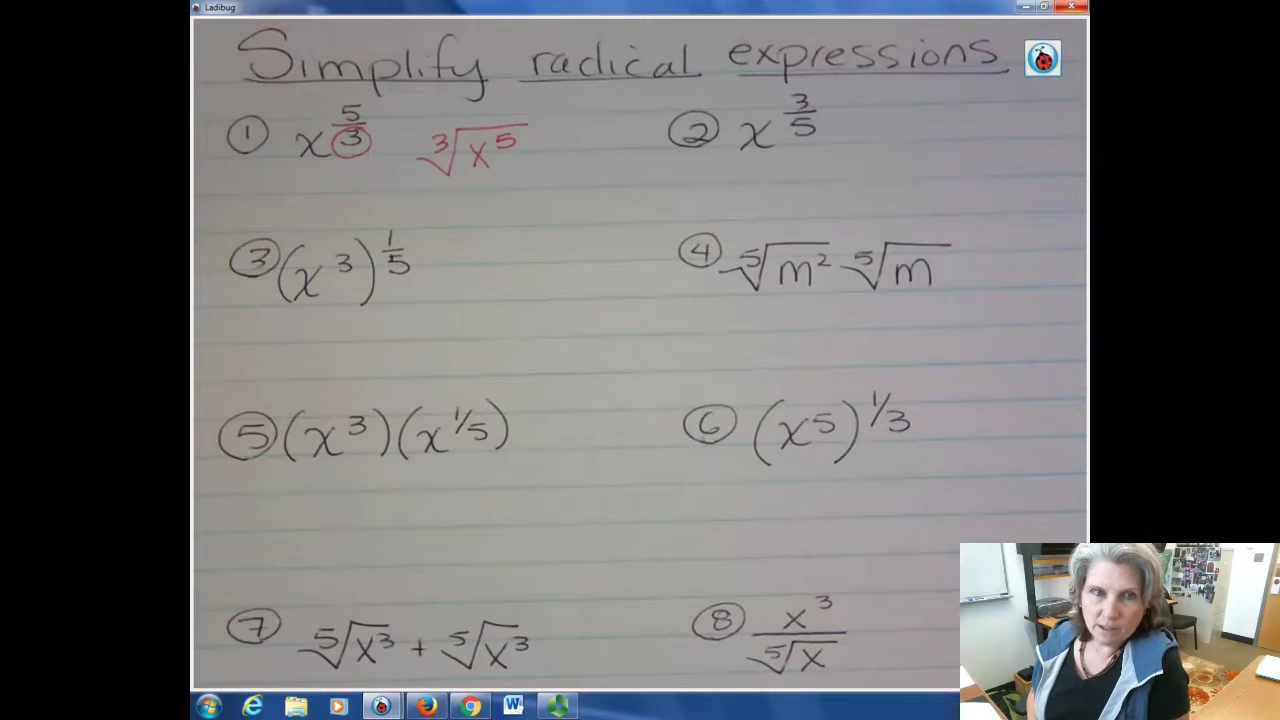 Ladibug
Simplify radical expressions
① x^(5/3) ∛(x⁵) ② x^(3/5)
③ (x³)^(1/5) ④ ⁵√(m²) ⁵√m
⑤ (x³)(x^(1/5)) ⑥ (x⁵)^(1/3)
⑦ ⁵√(x³) + ⁵√(x³) ⑧ x³/⁵√x